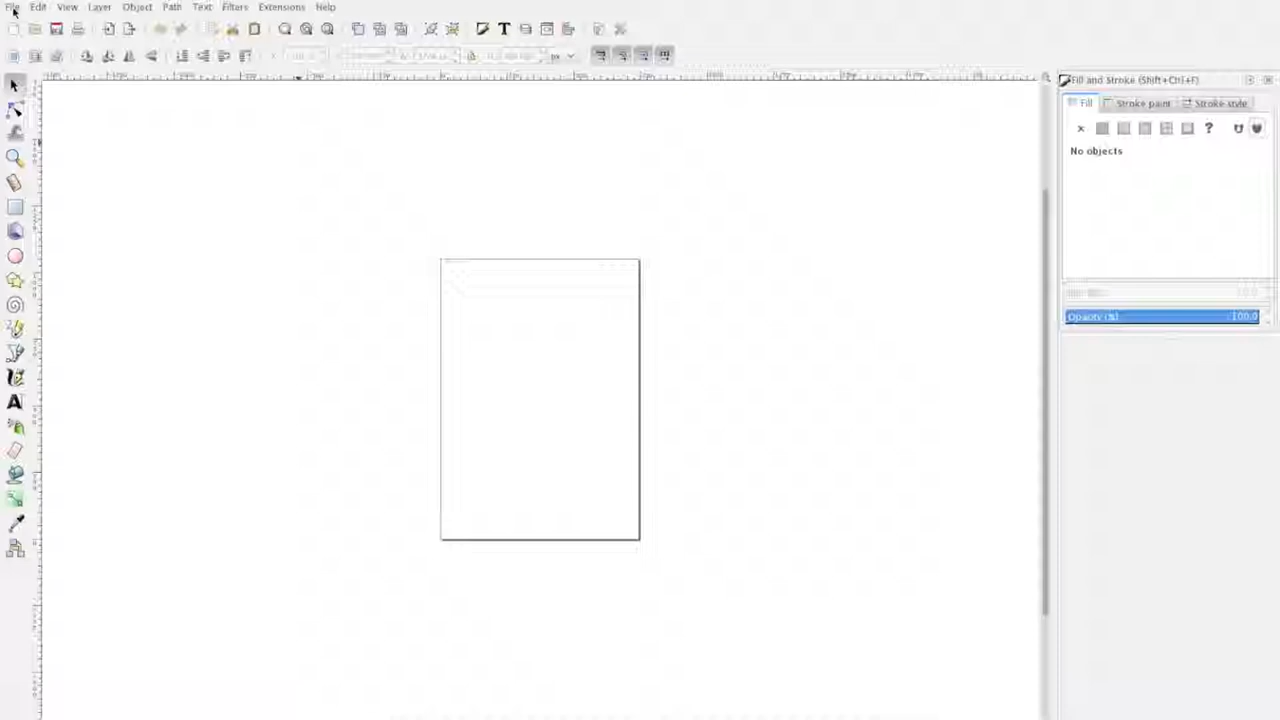 File Edit View Layer Object Path Text Filters Extensions Help
px
Fill and Stroke (Shift+Ctrl+F)
Fill Stroke paint Stroke style
No objects
Opacity (%) 100.0